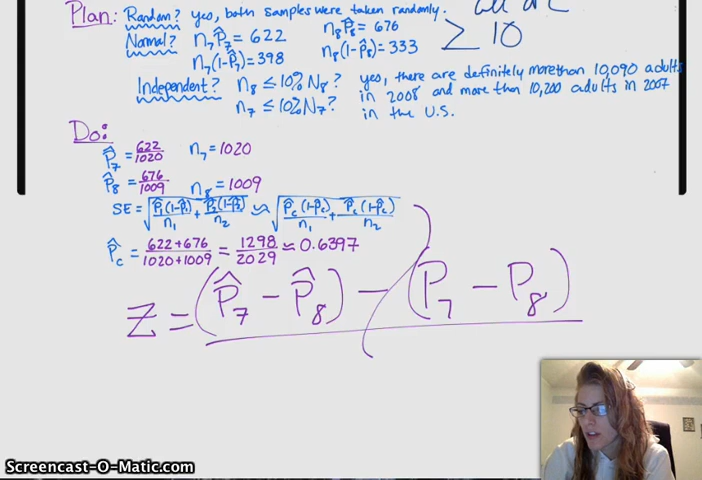 Plan: Random? yes, both samples were taken randomly. all are
Normal? n₇p̂₇ = 622 n₈p̂₈ = 676 ≥ 10
n₇(1-p̂₇) = 398 n₈(1-p̂₈) = 333
Independent? n₈ ≤ 10% N₈? yes, there are definitely more than 10,090 adults
n₇ ≤ 10% N₇? in 2008 and more than 10,200 adults in 2007
in the U.S.
Do:
p̂₇ = 622/1020 n₇ = 1020
p̂₈ = 676/1009 n₈ = 1009
SE = √(p̂₁(1-p̂₁)/n₁ + p̂₂(1-p̂₂)/n₂) ≈ √(p̂c(1-p̂c)/n₁ + p̂c(1-p̂c)/n₂)
p̂c = (622+676)/(1020+1009) = 1298/2029 ≈ 0.6397
Z = (p̂₇ - p̂₈) - (P₇ - P₈)
Screencast-O-Matic.com